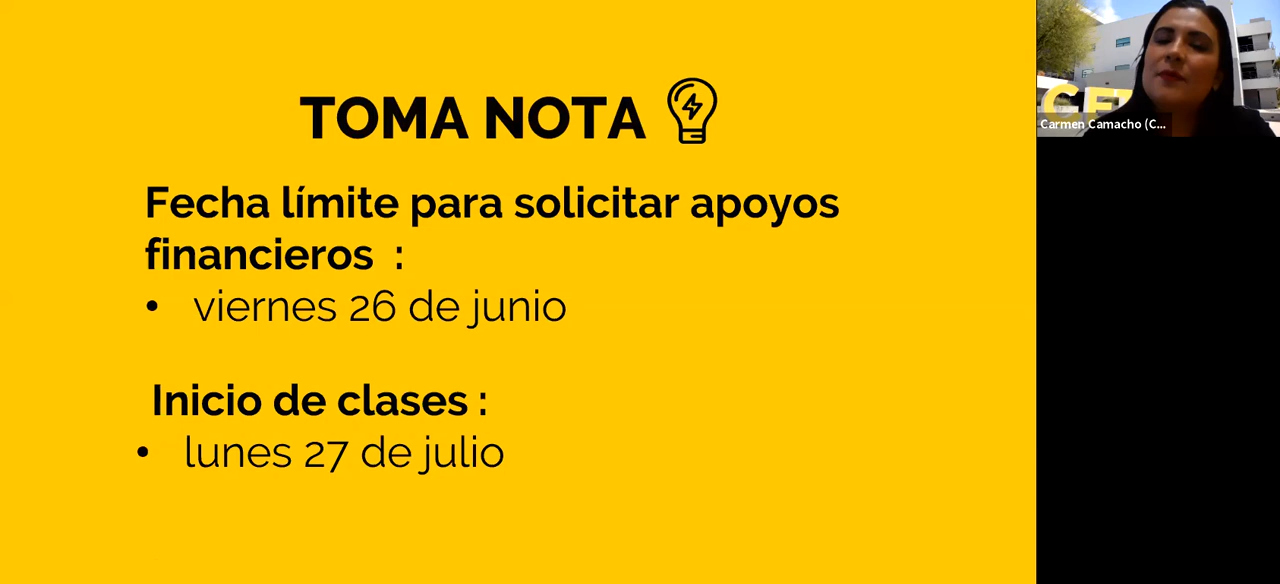 TOMA NOTA
Fecha límite para solicitar apoyos
financieros :
• viernes 26 de junio
Inicio de clases :
• lunes 27 de julio
Carmen Camacho (C...